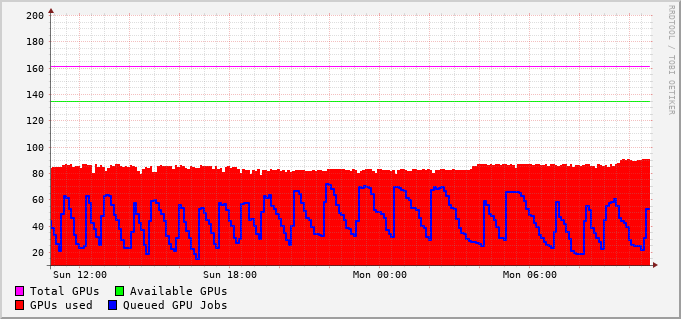 200
180
160
140
120
100
80
60
40
20
Sun 12:00 Sun 18:00 Mon 00:00 Mon 06:00
Total GPUs Available GPUs
GPUs used Queued GPU Jobs
RRDTOOL / TOBI OETIKER